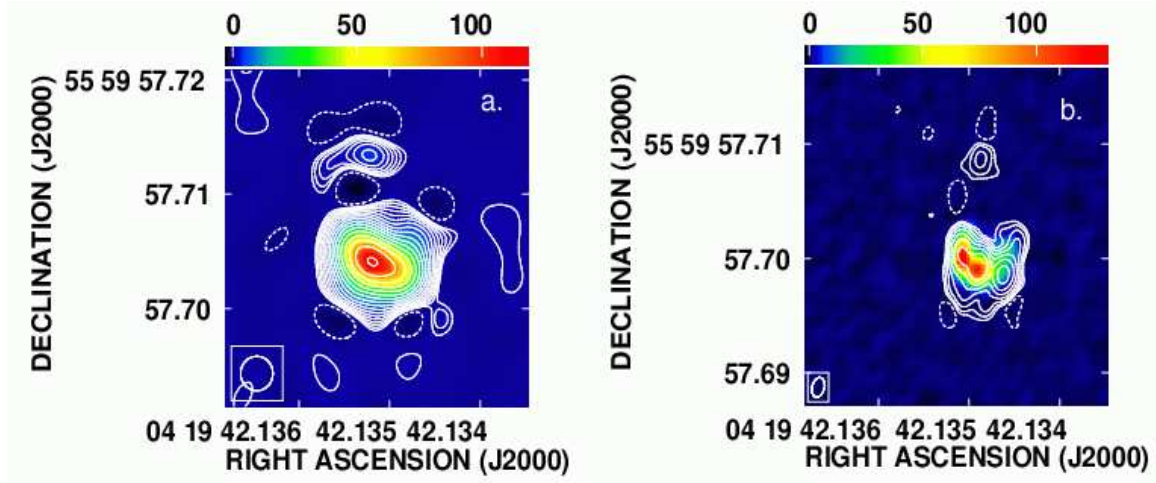 0 50 100
0 50 100
a.
b.
DECLINATION (J2000)
55 59 57.72
57.71
57.70
DECLINATION (J2000)
55 59 57.71
57.70
57.69
04 19 42.136 42.135 42.134
RIGHT ASCENSION (J2000)
04 19 42.136 42.135 42.134
RIGHT ASCENSION (J2000)